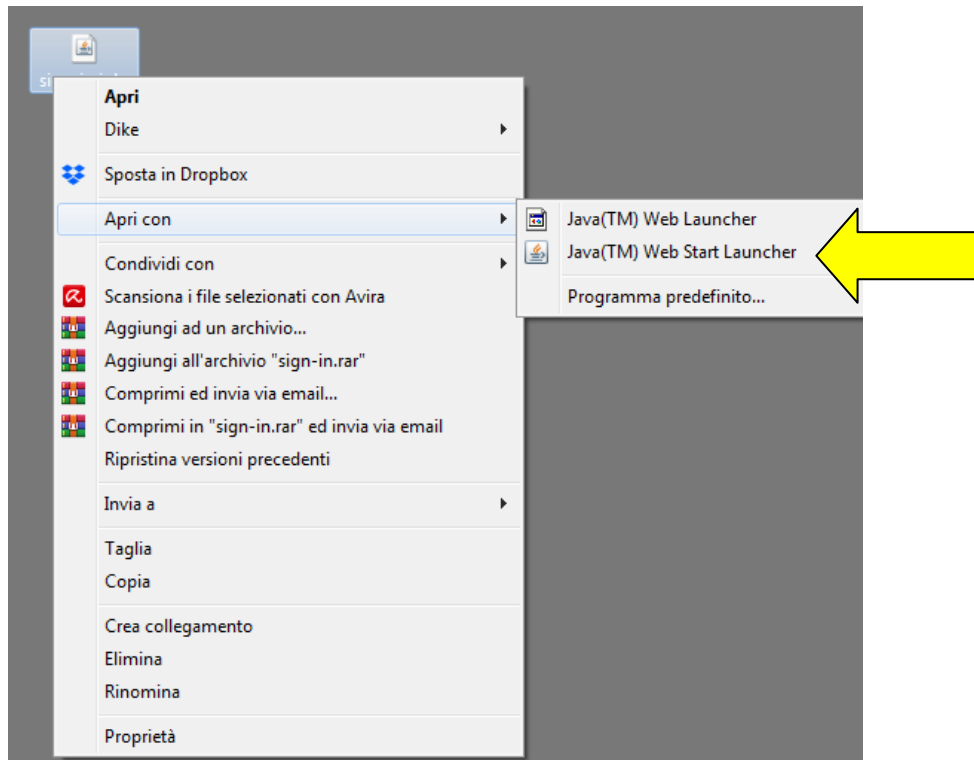 Apri
Dike
Sposta in Dropbox
Apri con
Java(TM) Web Launcher
Java(TM) Web Start Launcher
Programma predefinito...
Condividi con
Scansiona i file selezionati con Avira
Aggiungi ad un archivio...
Aggiungi all'archivio "sign-in.rar"
Comprimi ed invia via email...
Comprimi in "sign-in.rar" ed invia via email
Ripristina versioni precedenti
Invia a
Taglia
Copia
Crea collegamento
Elimina
Rinomina
Proprietà